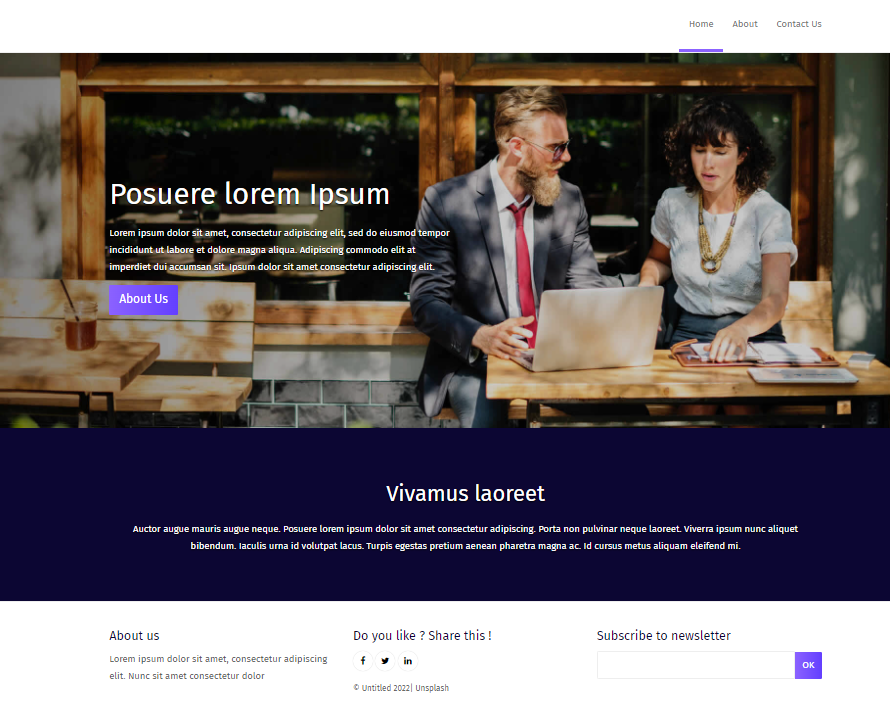 Home About Contact Us
Posuere lorem Ipsum
Lorem ipsum dolor sit amet, consectetur adipiscing elit, sed do eiusmod tempor
incididunt ut labore et dolore magna aliqua. Adipiscing commodo elit at
imperdiet dui accumsan sit. Ipsum dolor sit amet consectetur adipiscing elit.
About Us
Vivamus laoreet
Auctor augue mauris augue neque. Posuere lorem ipsum dolor sit amet consectetur adipiscing. Porta non pulvinar neque laoreet. Viverra ipsum nunc aliquet
bibendum. Iaculis urna id volutpat lacus. Turpis egestas pretium aenean pharetra magna ac. Id cursus metus aliquam eleifend mi.
About us
Lorem ipsum dolor sit amet, consectetur adipiscing
elit. Nunc sit amet consectetur dolor
Do you like ? Share this !
© Untitled 2022| Unsplash
Subscribe to newsletter
OK